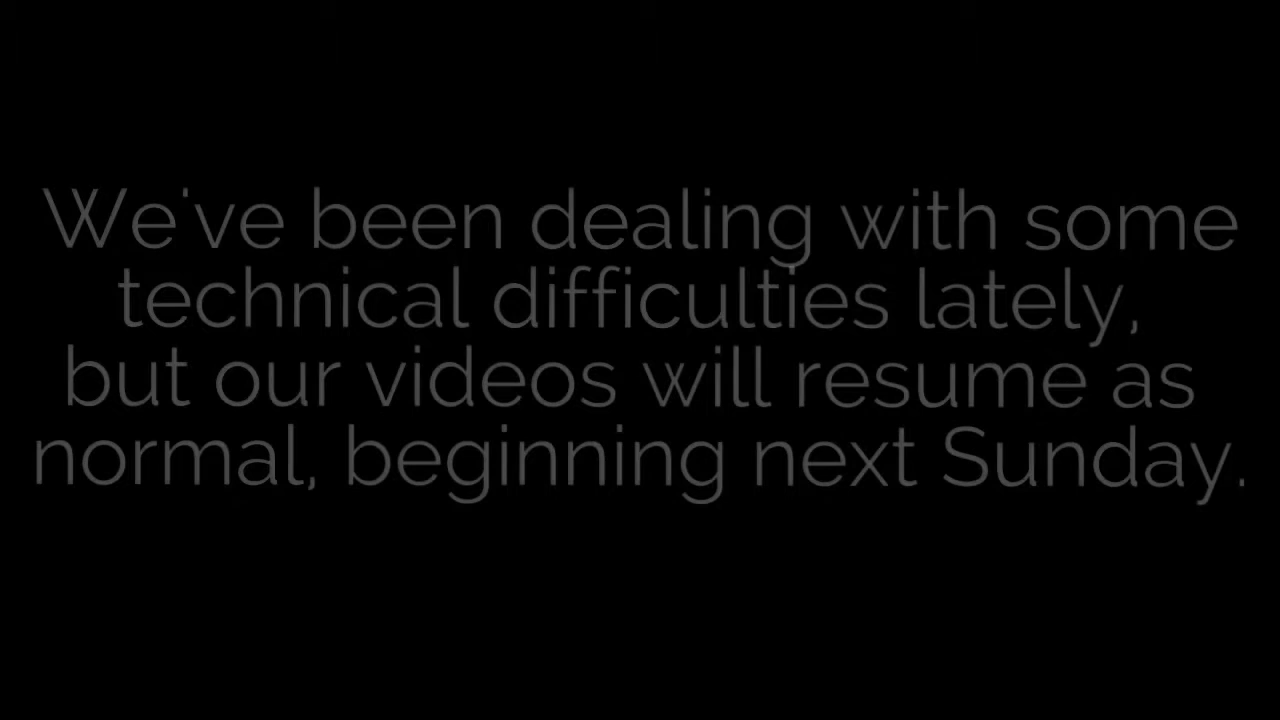 We've been dealing with some
technical difficulties lately,
but our videos will resume as
normal, beginning next Sunday.